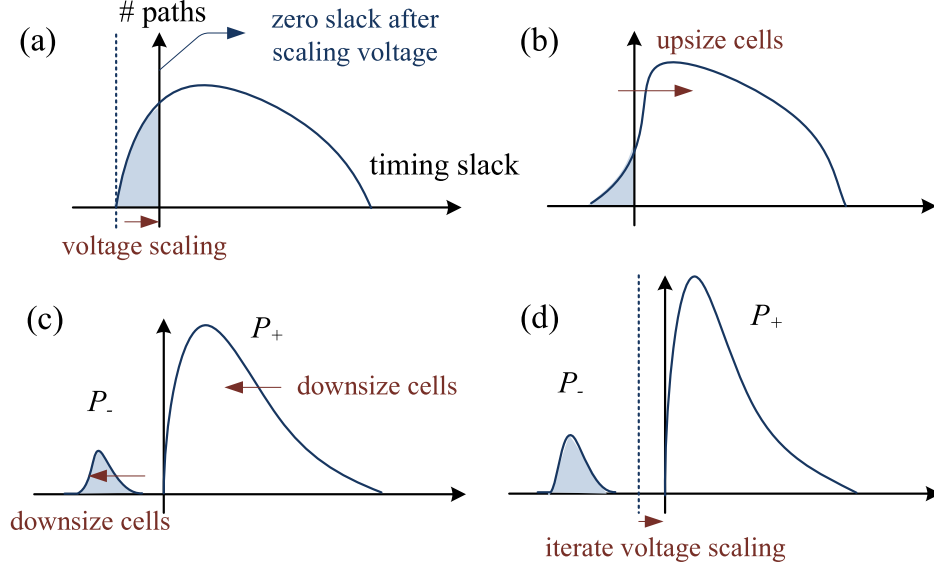 (a)
# paths
zero slack after
scaling voltage
timing slack
voltage scaling
(b)
upsize cells
(c)
P+
P-
downsize cells
downsize cells
(d)
P+
P-
iterate voltage scaling